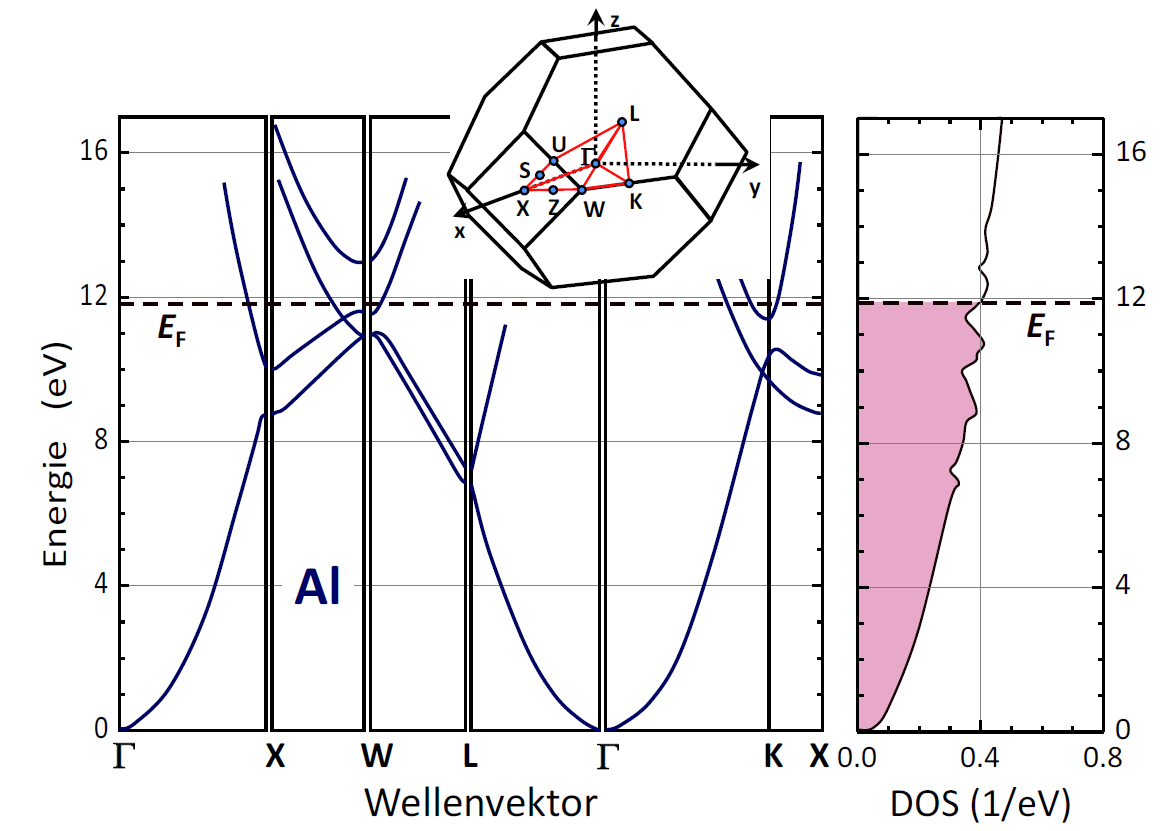 z
L
U
Γ
S
y
X
Z
W
K
x
16
12
8
4
0
16
12
8
4
0
E_F
E_F
Energie (eV)
Al
Γ
X
W
L
Γ
K
X
0.0
0.4
0.8
Wellenvektor
DOS (1/eV)